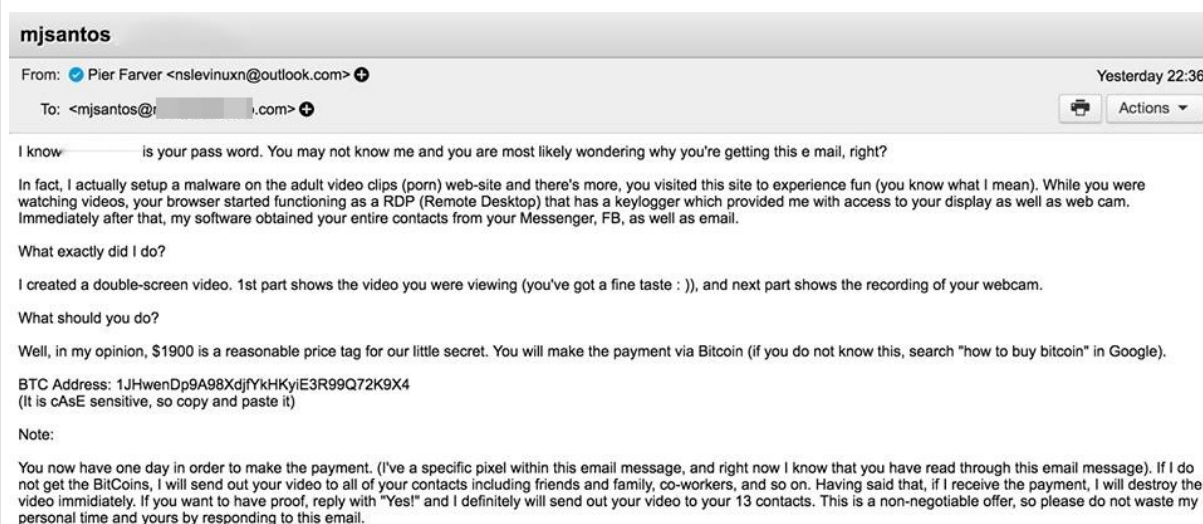 mjsantos
From: Pier Farver <nslevinuxn@outlook.com>
Yesterday 22:36
To: <mjsantos@ .com>
Actions
I know is your pass word. You may not know me and you are most likely wondering why you're getting this e mail, right?
In fact, I actually setup a malware on the adult video clips (porn) web-site and there's more, you visited this site to experience fun (you know what I mean). While you were
watching videos, your browser started functioning as a RDP (Remote Desktop) that has a keylogger which provided me with access to your display as well as web cam.
Immediately after that, my software obtained your entire contacts from your Messenger, FB, as well as email.
What exactly did I do?
I created a double-screen video. 1st part shows the video you were viewing (you've got a fine taste : )), and next part shows the recording of your webcam.
What should you do?
Well, in my opinion, $1900 is a reasonable price tag for our little secret. You will make the payment via Bitcoin (if you do not know this, search "how to buy bitcoin" in Google).
BTC Address: 1JHwenDp9A98XdjfYkHKyiE3R99Q72K9X4
(It is cAsE sensitive, so copy and paste it)
Note:
You now have one day in order to make the payment. (I've a specific pixel within this email message, and right now I know that you have read through this email message). If I do
not get the BitCoins, I will send out your video to all of your contacts including friends and family, co-workers, and so on. Having said that, if I receive the payment, I will destroy the
video immidiately. If you want to have proof, reply with "Yes!" and I definitely will send out your video to your 13 contacts. This is a non-negotiable offer, so please do not waste my
personal time and yours by responding to this email.